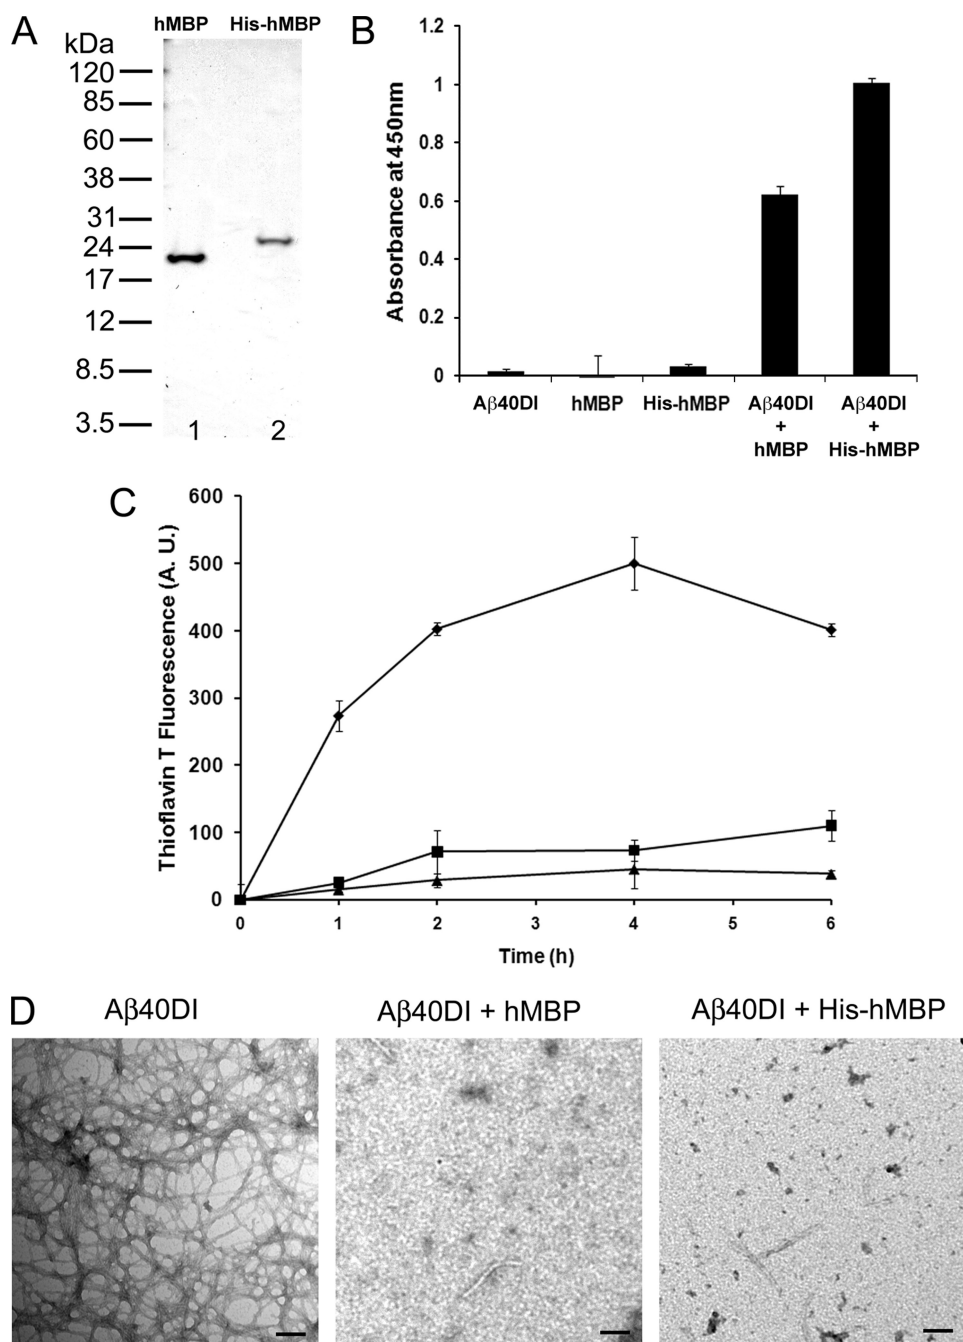 A
hMBP His-hMBP
kDa
120
85
60
38
31
24
17
12
8.5
3.5
1 2
B
Absorbance at 450nm
1.2
1
0.8
0.6
0.4
0.2
0
Aβ40DI
hMBP
His-hMBP
Aβ40DI
+
hMBP
Aβ40DI
+
His-hMBP
C
Thioflavin T Fluorescence (A. U.)
600
500
400
300
200
100
0
0 1 2 3 4 5 6
Time (h)
D
Aβ40DI
Aβ40DI + hMBP
Aβ40DI + His-hMBP